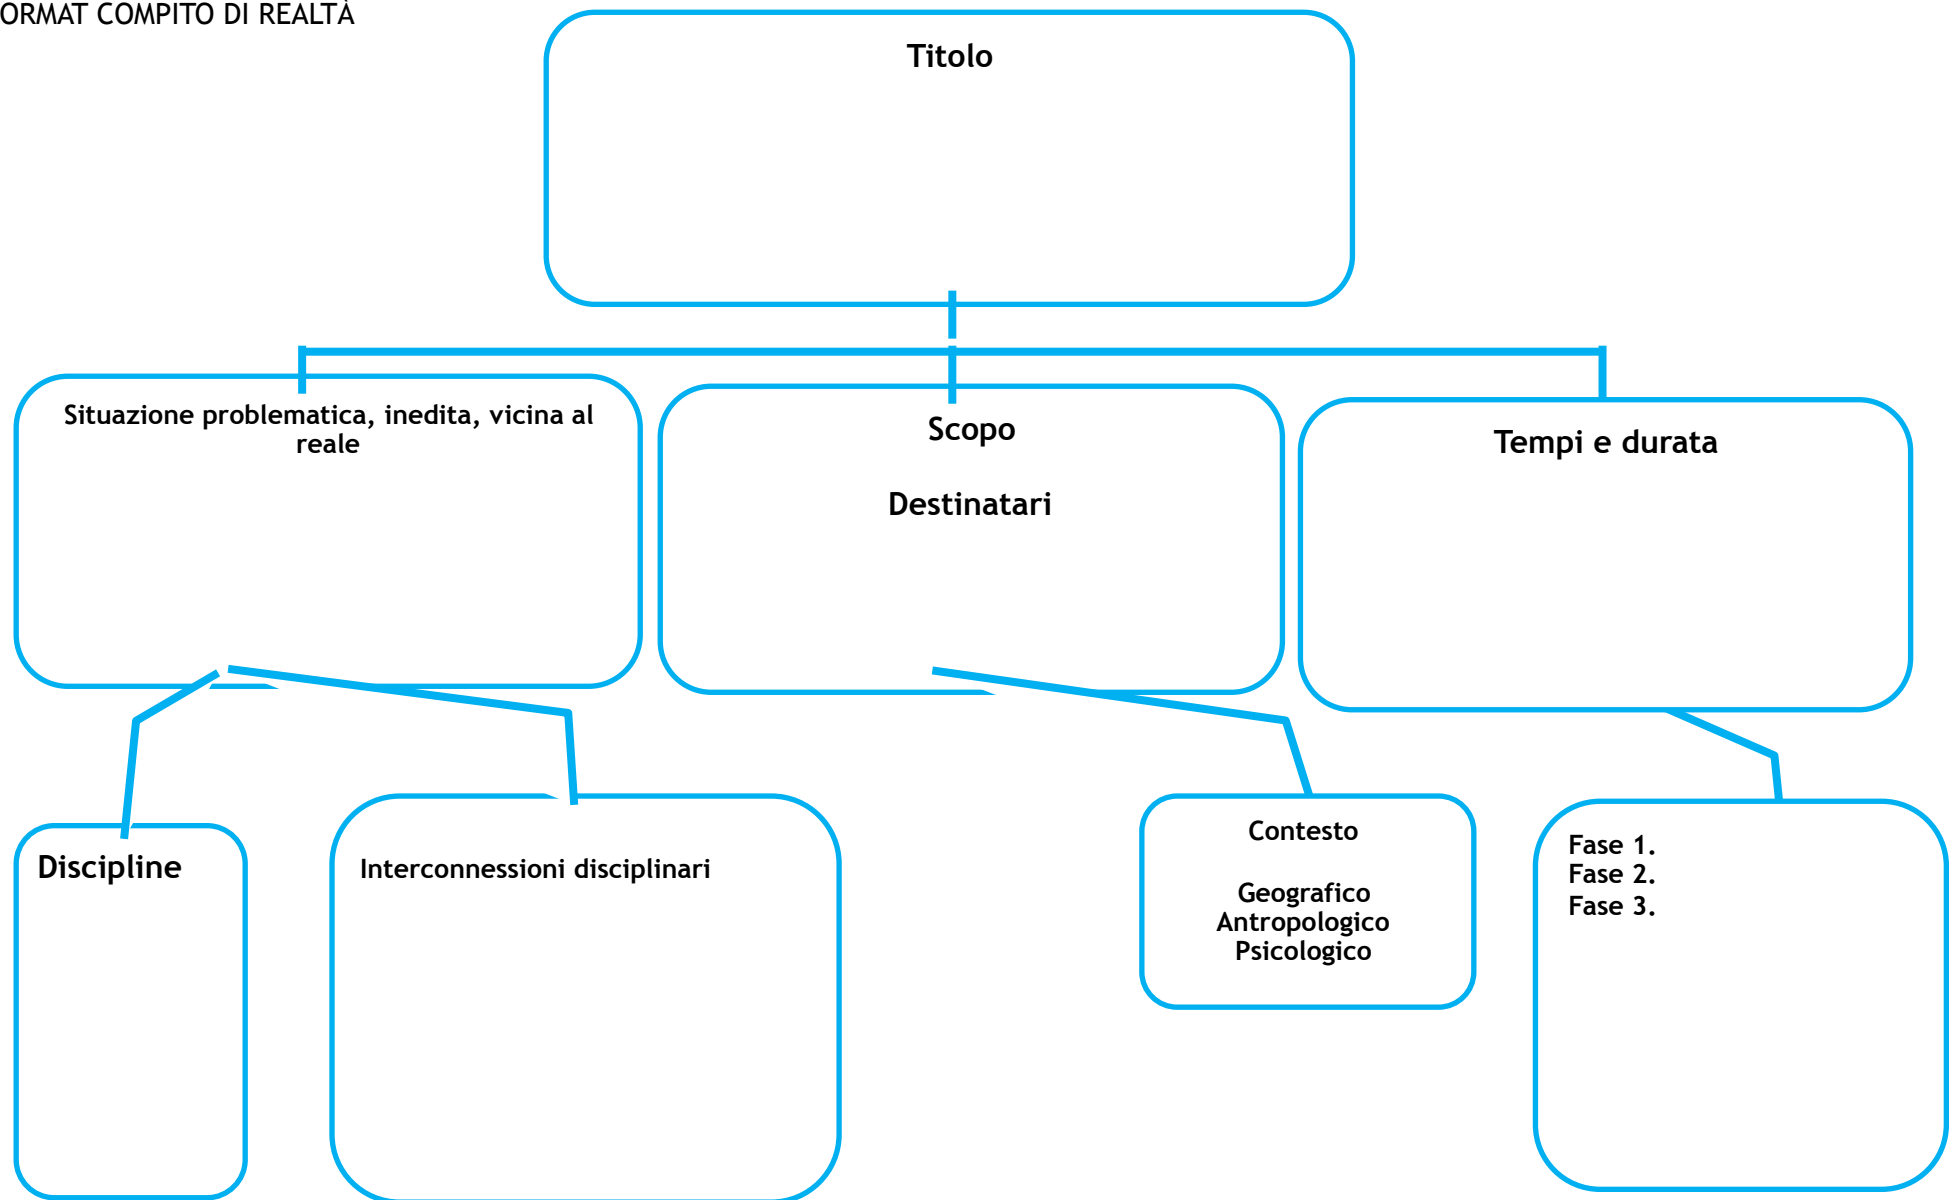 ORMAT COMPITO DI REALTÀ
Titolo
Situazione problematica, inedita, vicina al
reale
Scopo
Destinatari
Tempi e durata
Discipline
Interconnessioni disciplinari
Contesto
Geografico
Antropologico
Psicologico
Fase 1.
Fase 2.
Fase 3.